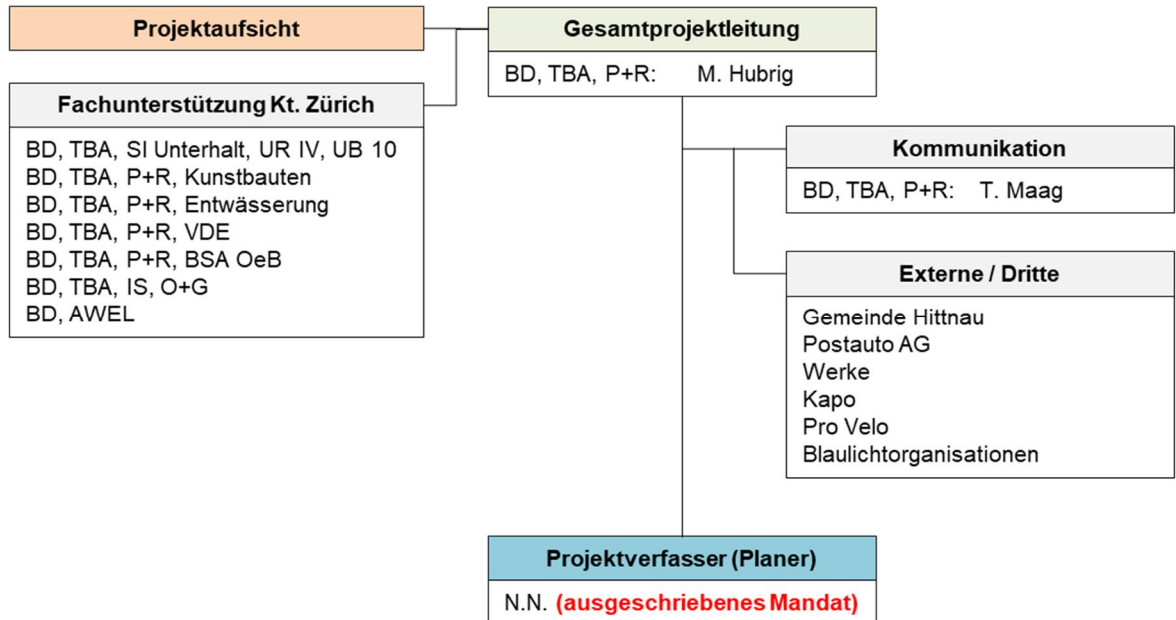 Projektaufsicht
Gesamtprojektleitung
BD, TBA, P+R: M. Hubrig
Fachunterstützung Kt. Zürich
BD, TBA, SI Unterhalt, UR IV, UB 10
BD, TBA, P+R, Kunstbauten
BD, TBA, P+R, Entwässerung
BD, TBA, P+R, VDE
BD, TBA, P+R, BSA OeB
BD, TBA, IS, O+G
BD, AWEL
Kommunikation
BD, TBA, P+R: T. Maag
Externe / Dritte
Gemeinde Hittnau
Postauto AG
Werke
Kapo
Pro Velo
Blaulichtorganisationen
Projektverfasser (Planer)
N.N. (ausgeschriebenes Mandat)